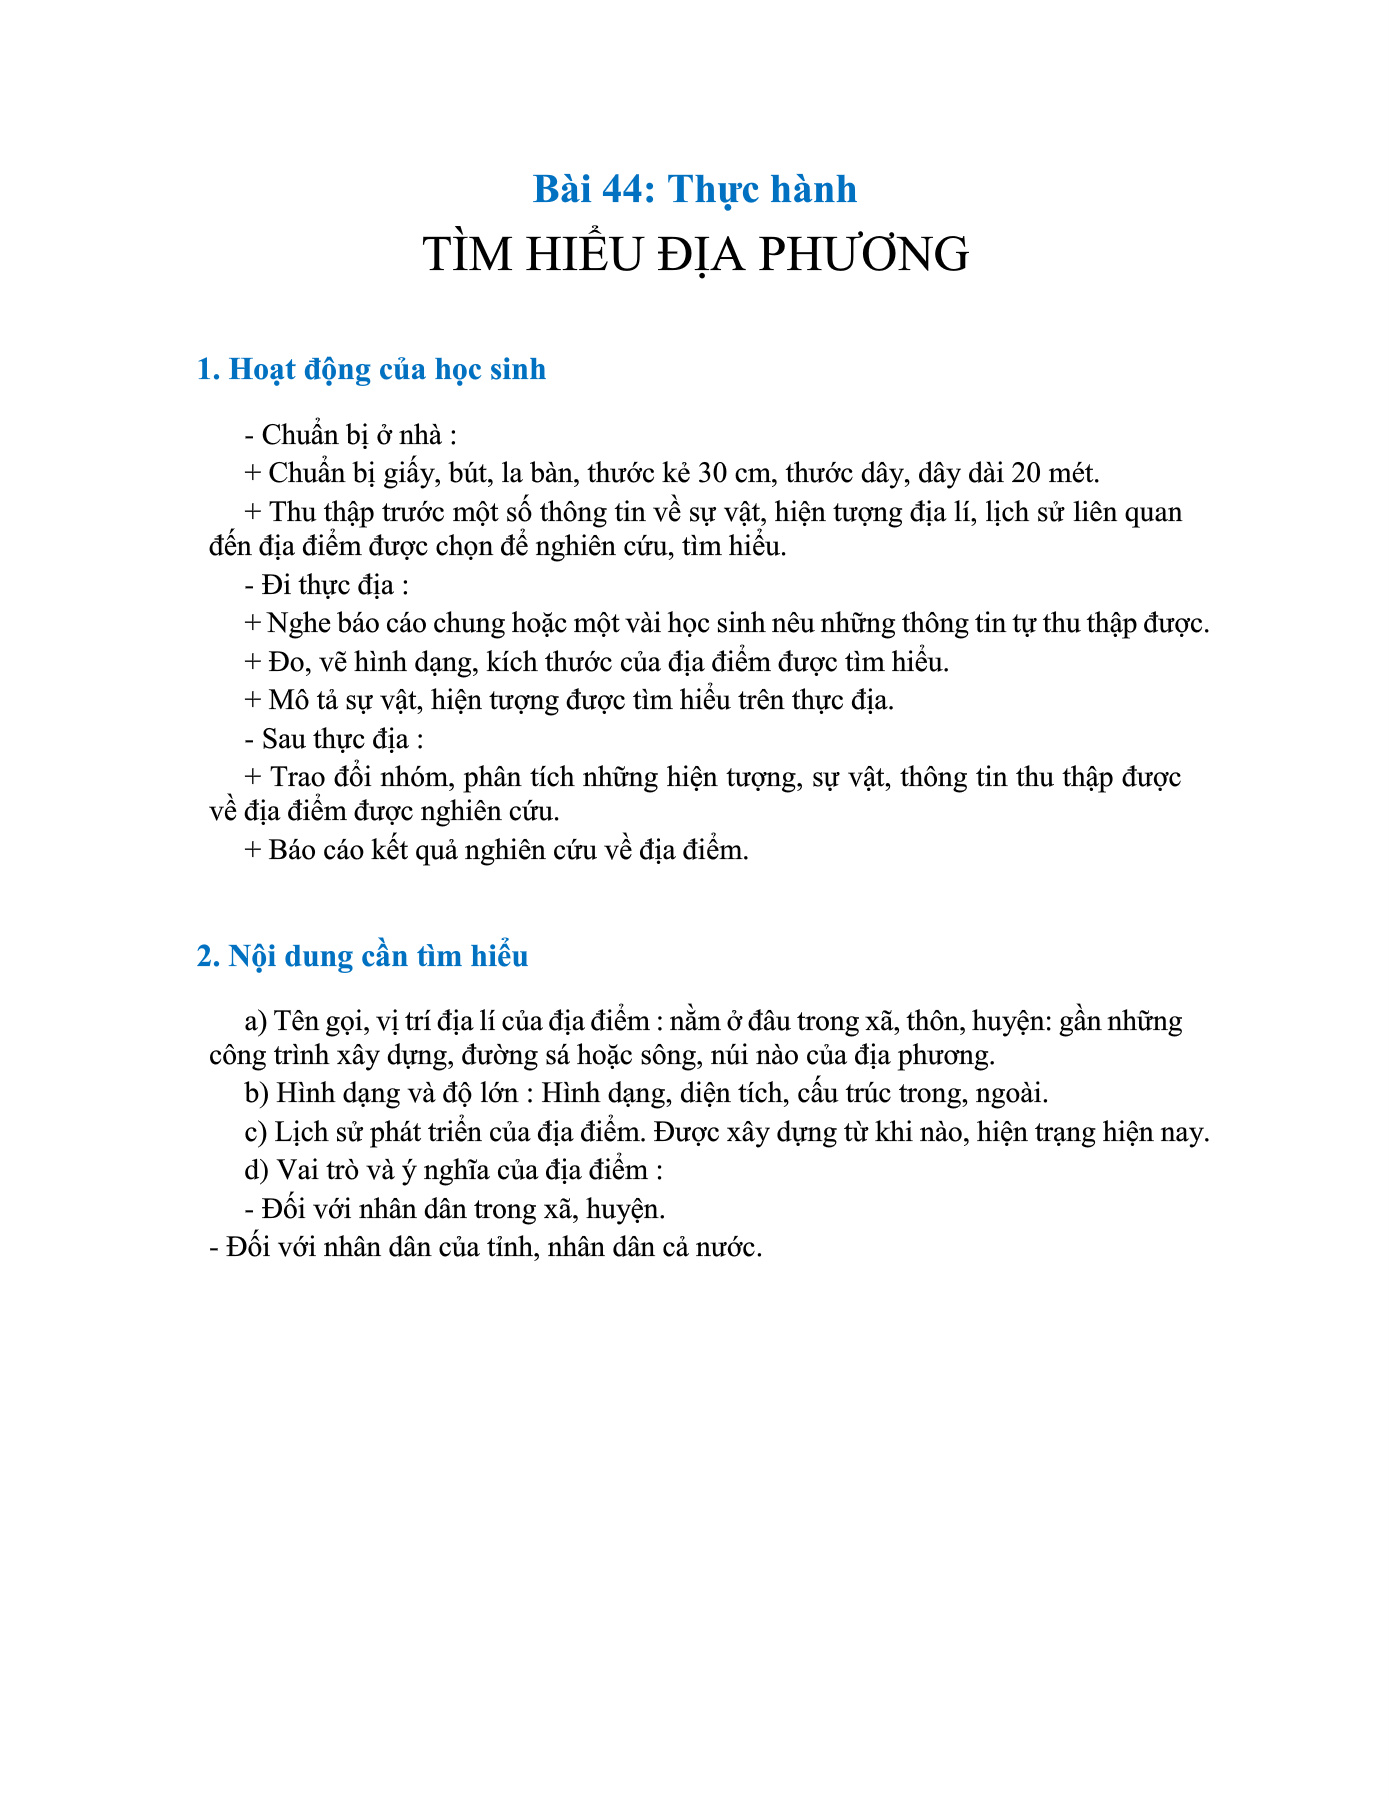 Bài 44: Thực hành
TÌM HIỂU ĐỊA PHƯƠNG
1. Hoạt động của học sinh
- Chuẩn bị ở nhà :
+ Chuẩn bị giấy, bút, la bàn, thước kẻ 30 cm, thước dây, dây dài 20 mét.
+ Thu thập trước một số thông tin về sự vật, hiện tượng địa lí, lịch sử liên quan
đến địa điểm được chọn để nghiên cứu, tìm hiểu.
- Đi thực địa :
+ Nghe báo cáo chung hoặc một vài học sinh nêu những thông tin tự thu thập được.
+ Đo, vẽ hình dạng, kích thước của địa điểm được tìm hiểu.
+ Mô tả sự vật, hiện tượng được tìm hiểu trên thực địa.
- Sau thực địa :
+ Trao đổi nhóm, phân tích những hiện tượng, sự vật, thông tin thu thập được
về địa điểm được nghiên cứu.
+ Báo cáo kết quả nghiên cứu về địa điểm.
2. Nội dung cần tìm hiểu
a) Tên gọi, vị trí địa lí của địa điểm : nằm ở đâu trong xã, thôn, huyện: gần những
công trình xây dựng, đường sá hoặc sông, núi nào của địa phương.
b) Hình dạng và độ lớn : Hình dạng, diện tích, cấu trúc trong, ngoài.
c) Lịch sử phát triển của địa điểm. Được xây dựng từ khi nào, hiện trạng hiện nay.
d) Vai trò và ý nghĩa của địa điểm :
- Đối với nhân dân trong xã, huyện.
- Đối với nhân dân của tỉnh, nhân dân cả nước.